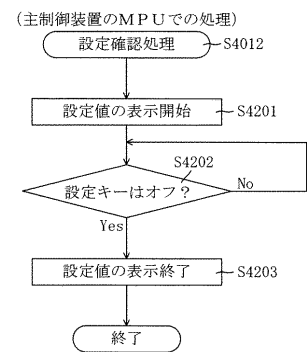 (主制御装置のMPUでの処理)
設定確認処理 S4012
設定値の表示開始 S4201
S4202
設定キーはオフ? No
Yes
設定値の表示終了 S4203
終了